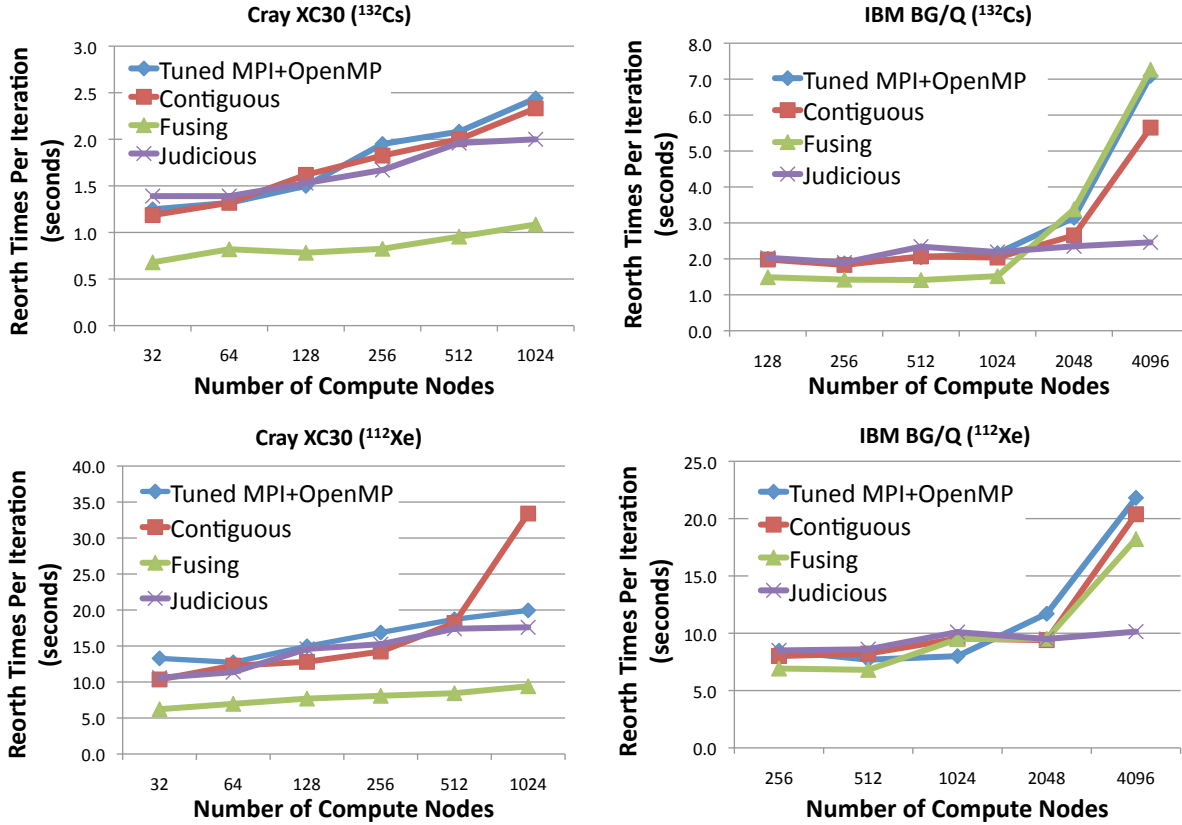 Cray XC30 (¹³²Cs)
Reorth Times Per Iteration
(seconds)
3.0
2.5
2.0
1.5
1.0
0.5
0.0
Tuned MPI+OpenMP
Contiguous
Fusing
Judicious
32 64 128 256 512 1024
Number of Compute Nodes
IBM BG/Q (¹³²Cs)
Reorth Times Per Iteration
(seconds)
8.0
7.0
6.0
5.0
4.0
3.0
2.0
1.0
0.0
Tuned MPI+OpenMP
Contiguous
Fusing
Judicious
128 256 512 1024 2048 4096
Number of Compute Nodes
Cray XC30 (¹¹²Xe)
Reorth Times Per Iteration
(seconds)
40.0
35.0
30.0
25.0
20.0
15.0
10.0
5.0
0.0
Tuned MPI+OpenMP
Contiguous
Fusing
Judicious
32 64 128 256 512 1024
Number of Compute Nodes
IBM BG/Q (¹¹²Xe)
Reorth Times Per Iteration
(seconds)
25.0
20.0
15.0
10.0
5.0
0.0
Tuned MPI+OpenMP
Contiguous
Fusing
Judicious
256 512 1024 2048 4096
Number of Compute Nodes